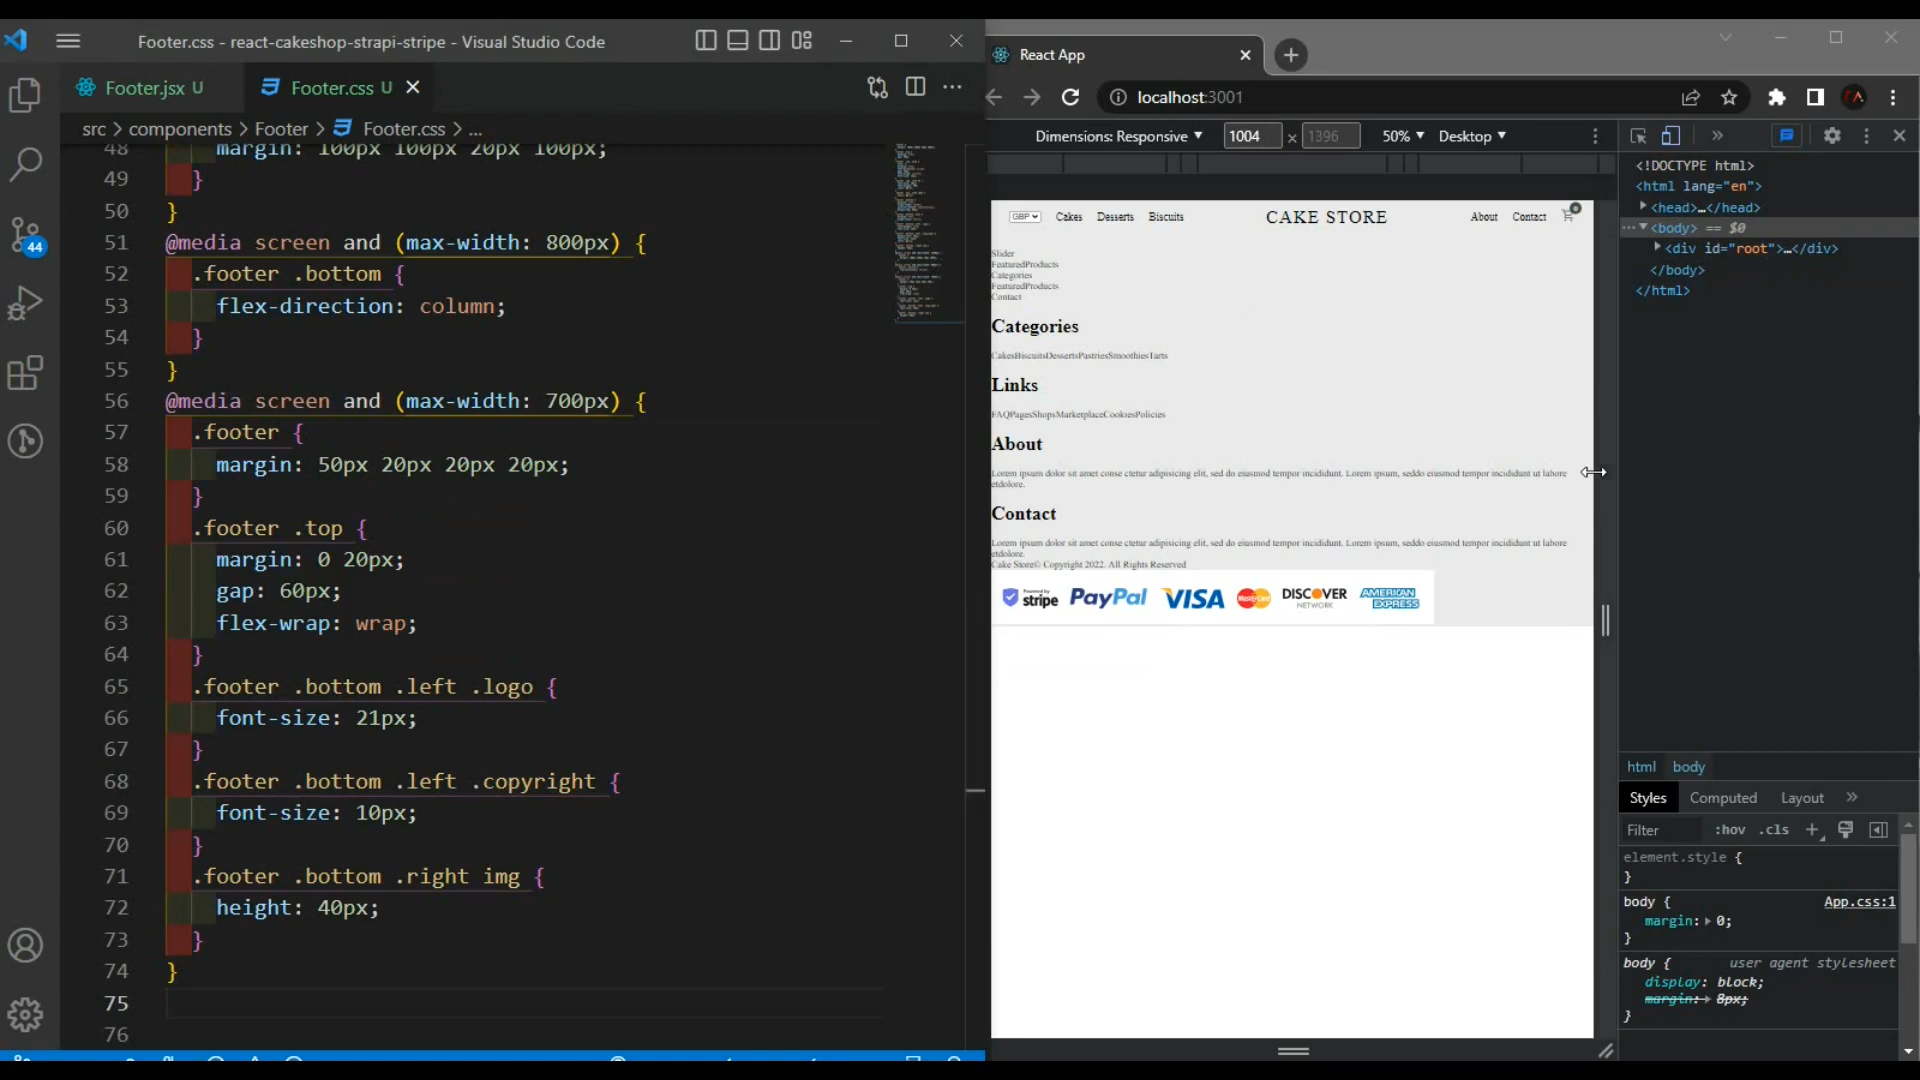 Footer.css - react-cakeshop-strapi-stripe - Visual Studio Code
Footer.jsx U
Footer.css U
src > components > Footer > Footer.css > ...
48 margin: 100px 100px 20px 100px;
49 }
50 }
51 @media screen and (max-width: 800px) {
52 .footer .bottom {
53 flex-direction: column;
54 }
55 }
56 @media screen and (max-width: 700px) {
57 .footer {
58 margin: 50px 20px 20px 20px;
59 }
60 .footer .top {
61 margin: 0 20px;
62 gap: 60px;
63 flex-wrap: wrap;
64 }
65 .footer .bottom .left .logo {
66 font-size: 21px;
67 }
68 .footer .bottom .left .copyright {
69 font-size: 10px;
70 }
71 .footer .bottom .right img {
72 height: 40px;
73 }
74 }
75
76
44
React App
localhost:3001
Dimensions: Responsive 1004 x 1396 50% Desktop
GBP Cakes Desserts Biscuits CAKE STORE About Contact 0
Slider
FeaturedProducts
Categories
FeaturedProducts
Contact
Categories
CakesBiscuitsDessertsPastriesSmoothiesTarts
Links
FAQPagesShopsMarketplaceCookiesPolicies
About
Lorem ipsum dolor sit amet conse ctetur adipisicing elit, sed do eiusmod tempor incididunt. Lorem ipsum, seddo eiusmod tempor incididunt ut labore
etdolore.
Contact
Lorem ipsum dolor sit amet conse ctetur adipisicing elit, sed do eiusmod tempor incididunt. Lorem ipsum, seddo eiusmod tempor incididunt ut labore
etdolore.
Cake Store© Copyright 2022. All Rights Reserved
Powered by stripe PayPal VISA MasterCard DISCOVER NETWORK AMERICAN EXPRESS
<!DOCTYPE html>
<html lang="en">
<head>…</head>
<body> == $0
<div id="root">…</div>
</body>
</html>
html body
Styles Computed Layout
Filter :hov .cls
element.style {
}
body { App.css:1
margin: 0;
}
body { user agent stylesheet
display: block;
margin: 8px;
}